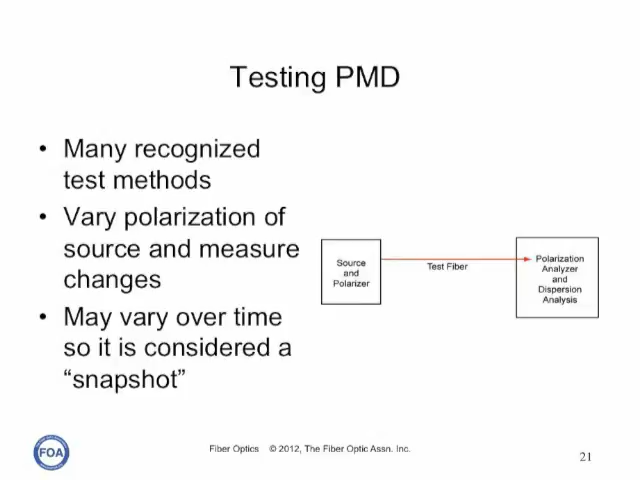 Testing PMD
• Many recognized
test methods
• Vary polarization of
source and measure
changes
• May vary over time
so it is considered a
“snapshot”
Source
and
Polarizer
Test Fiber
Polarization
Analyzer
and
Dispersion
Analysis
FOA
Fiber Optics © 2012, The Fiber Optic Assn. Inc.
21